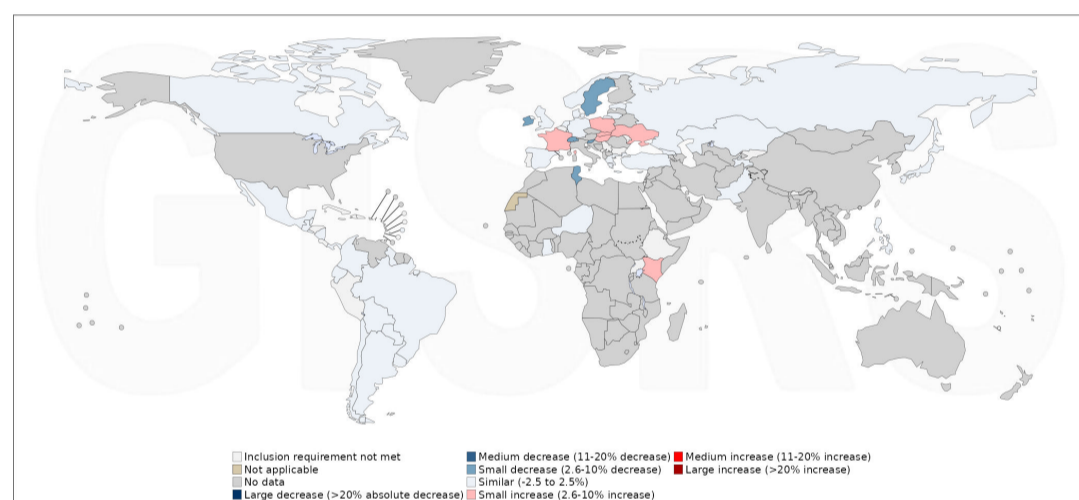 GISRS
Inclusion requirement not met
Not applicable
No data
Large decrease (>20% absolute decrease)
Medium decrease (11-20% decrease)
Small decrease (2.6-10% decrease)
Similar (-2.5 to 2.5%)
Small increase (2.6-10% increase)
Medium increase (11-20% increase)
Large increase (>20% increase)